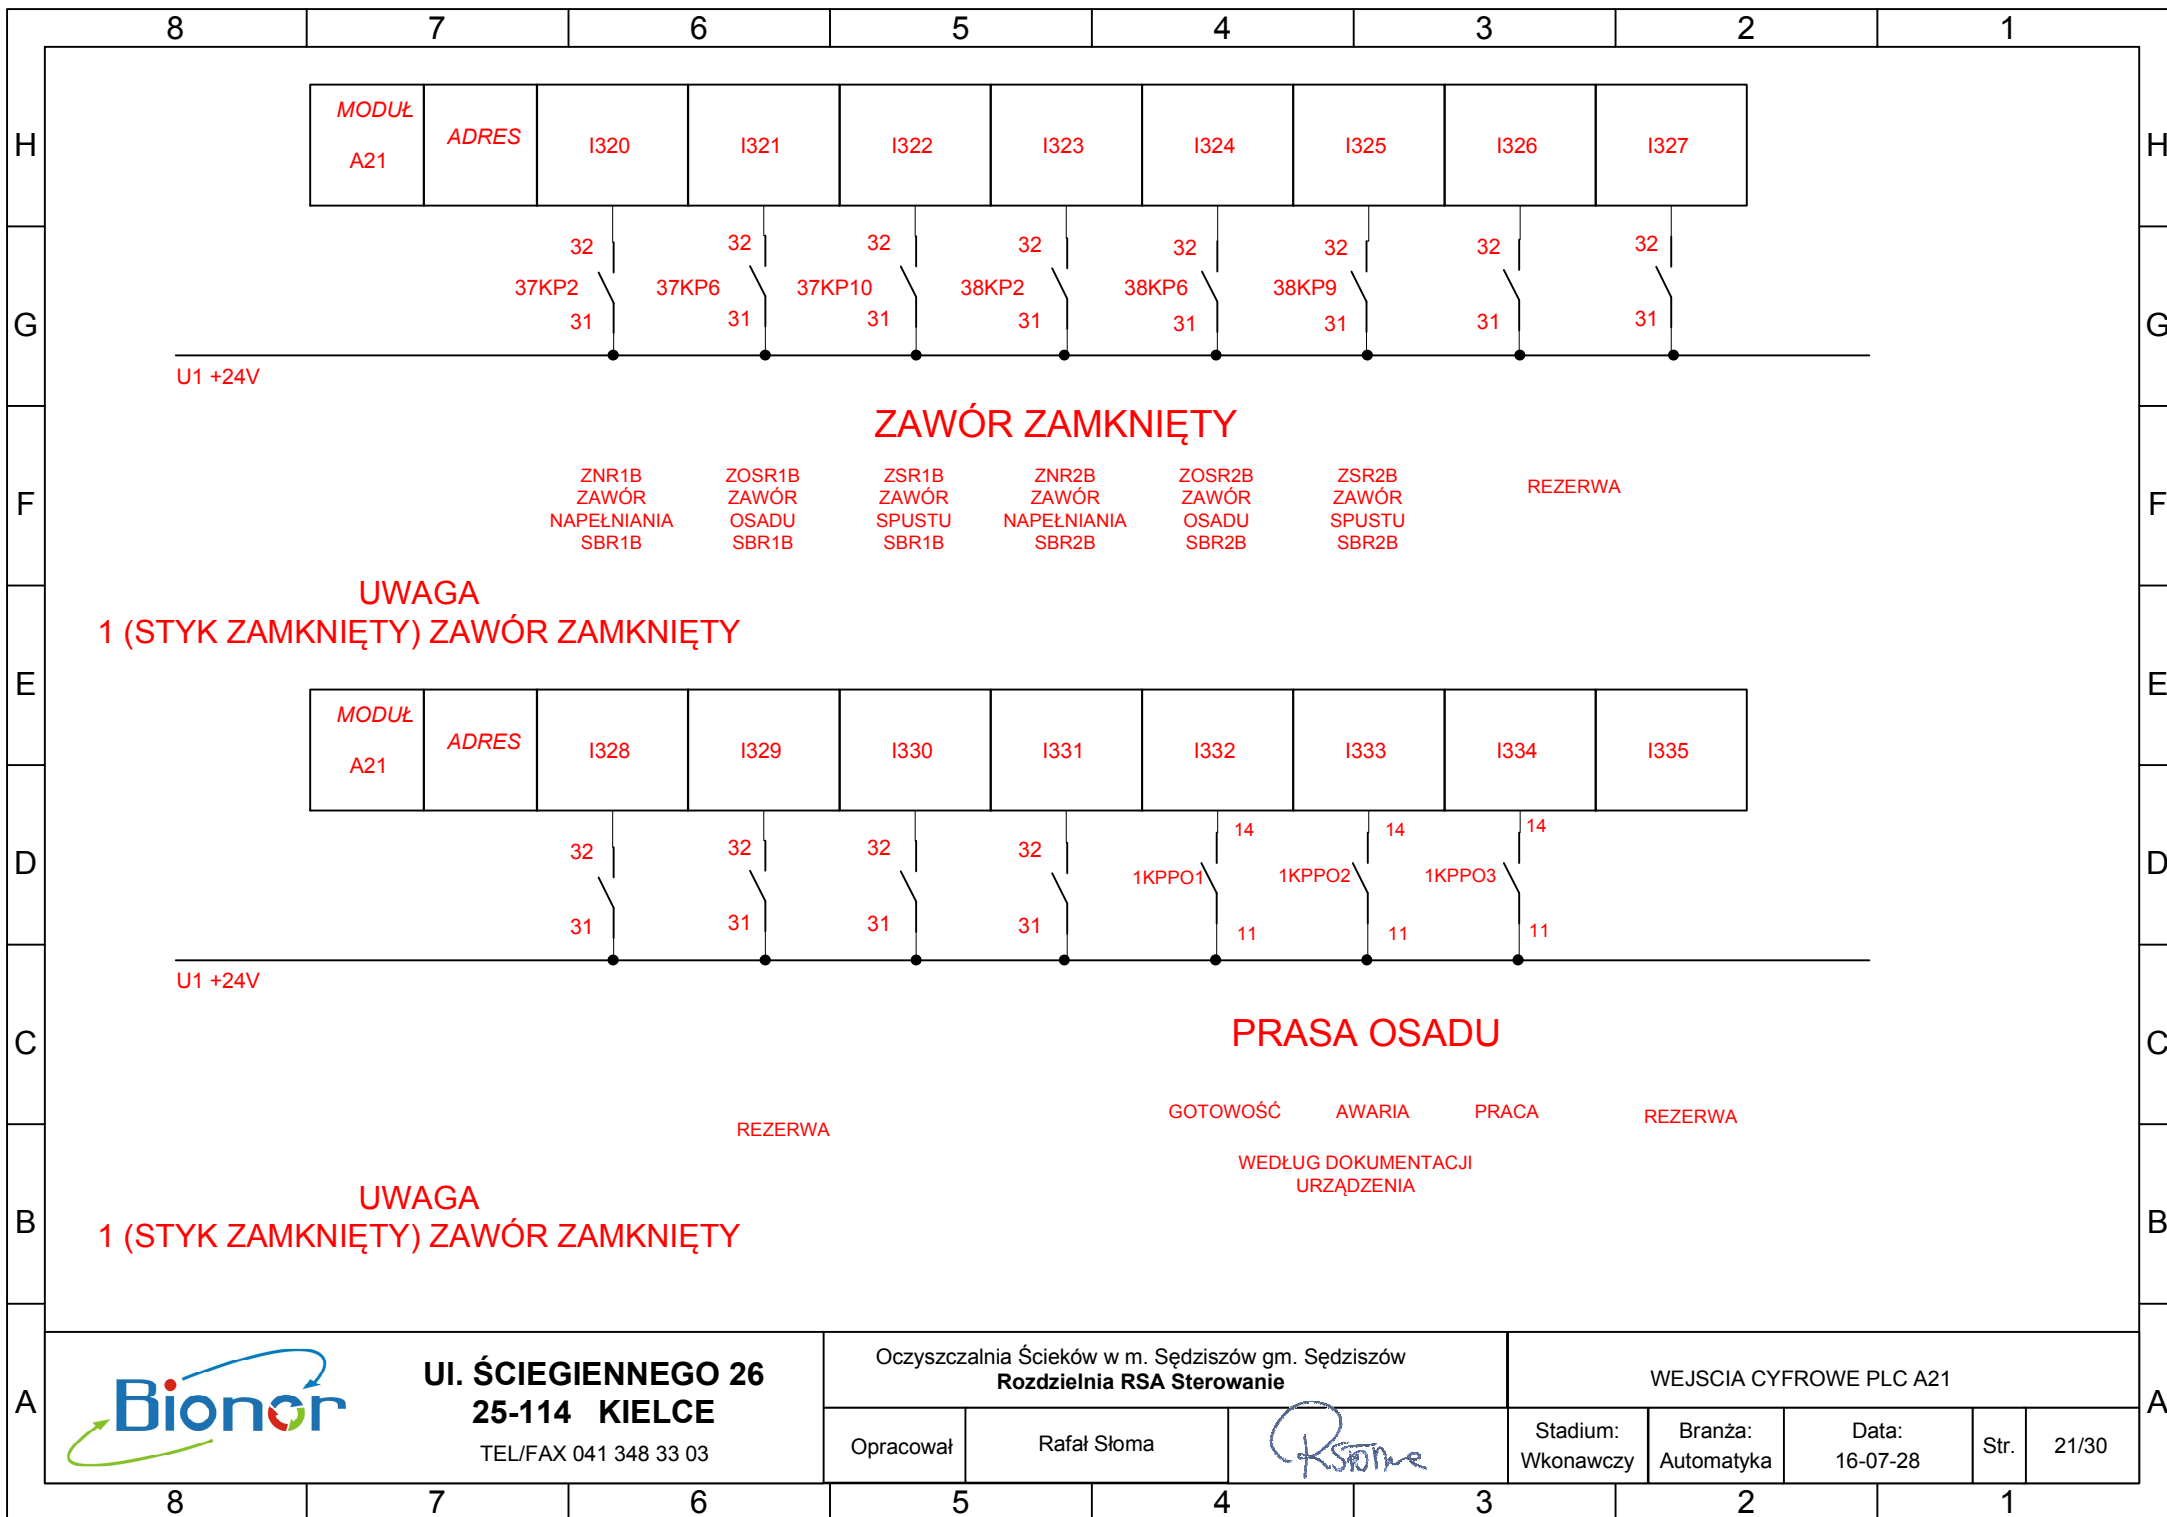 8 7 6 5 4 3 2 1
H H
MODUŁ
A21
ADRES
I320 I321 I322 I323 I324 I325 I326 I327
32 32 32 32 32 32 32 32
37KP2 37KP6 37KP10 38KP2 38KP6 38KP9
31 31 31 31 31 31 31 31
G G
U1 +24V
ZAWÓR ZAMKNIĘTY
F F
ZNR1B
ZAWÓR
NAPEŁNIANIA
SBR1B
ZOSR1B
ZAWÓR
OSADU
SBR1B
ZSR1B
ZAWÓR
SPUSTU
SBR1B
ZNR2B
ZAWÓR
NAPEŁNIANIA
SBR2B
ZOSR2B
ZAWÓR
OSADU
SBR2B
ZSR2B
ZAWÓR
SPUSTU
SBR2B
REZERWA
UWAGA
1 (STYK ZAMKNIĘTY) ZAWÓR ZAMKNIĘTY
E E
MODUŁ
A21
ADRES
I328 I329 I330 I331 I332 I333 I334 I335
D D
32 32 32 32 14 14 14
1KPPO1 1KPPO2 1KPPO3
31 31 31 31 11 11 11
U1 +24V
C C
PRASA OSADU
GOTOWOŚĆ AWARIA PRACA REZERWA
REZERWA
WEDŁUG DOKUMENTACJI
URZĄDZENIA
B B
UWAGA
1 (STYK ZAMKNIĘTY) ZAWÓR ZAMKNIĘTY
A A
Bionor
Ul. ŚCIEGIENNEGO 26
25-114 KIELCE
TEL/FAX 041 348 33 03
Oczyszczalnia Ścieków w m. Sędziszów gm. Sędziszów
Rozdzielnia RSA Sterowanie
Opracował
Rafał Słoma
RSłoma
WEJSCIA CYFROWE PLC A21
Stadium:
Wkonawczy
Branża:
Automatyka
Data:
16-07-28
Str.
21/30
8 7 6 5 4 3 2 1